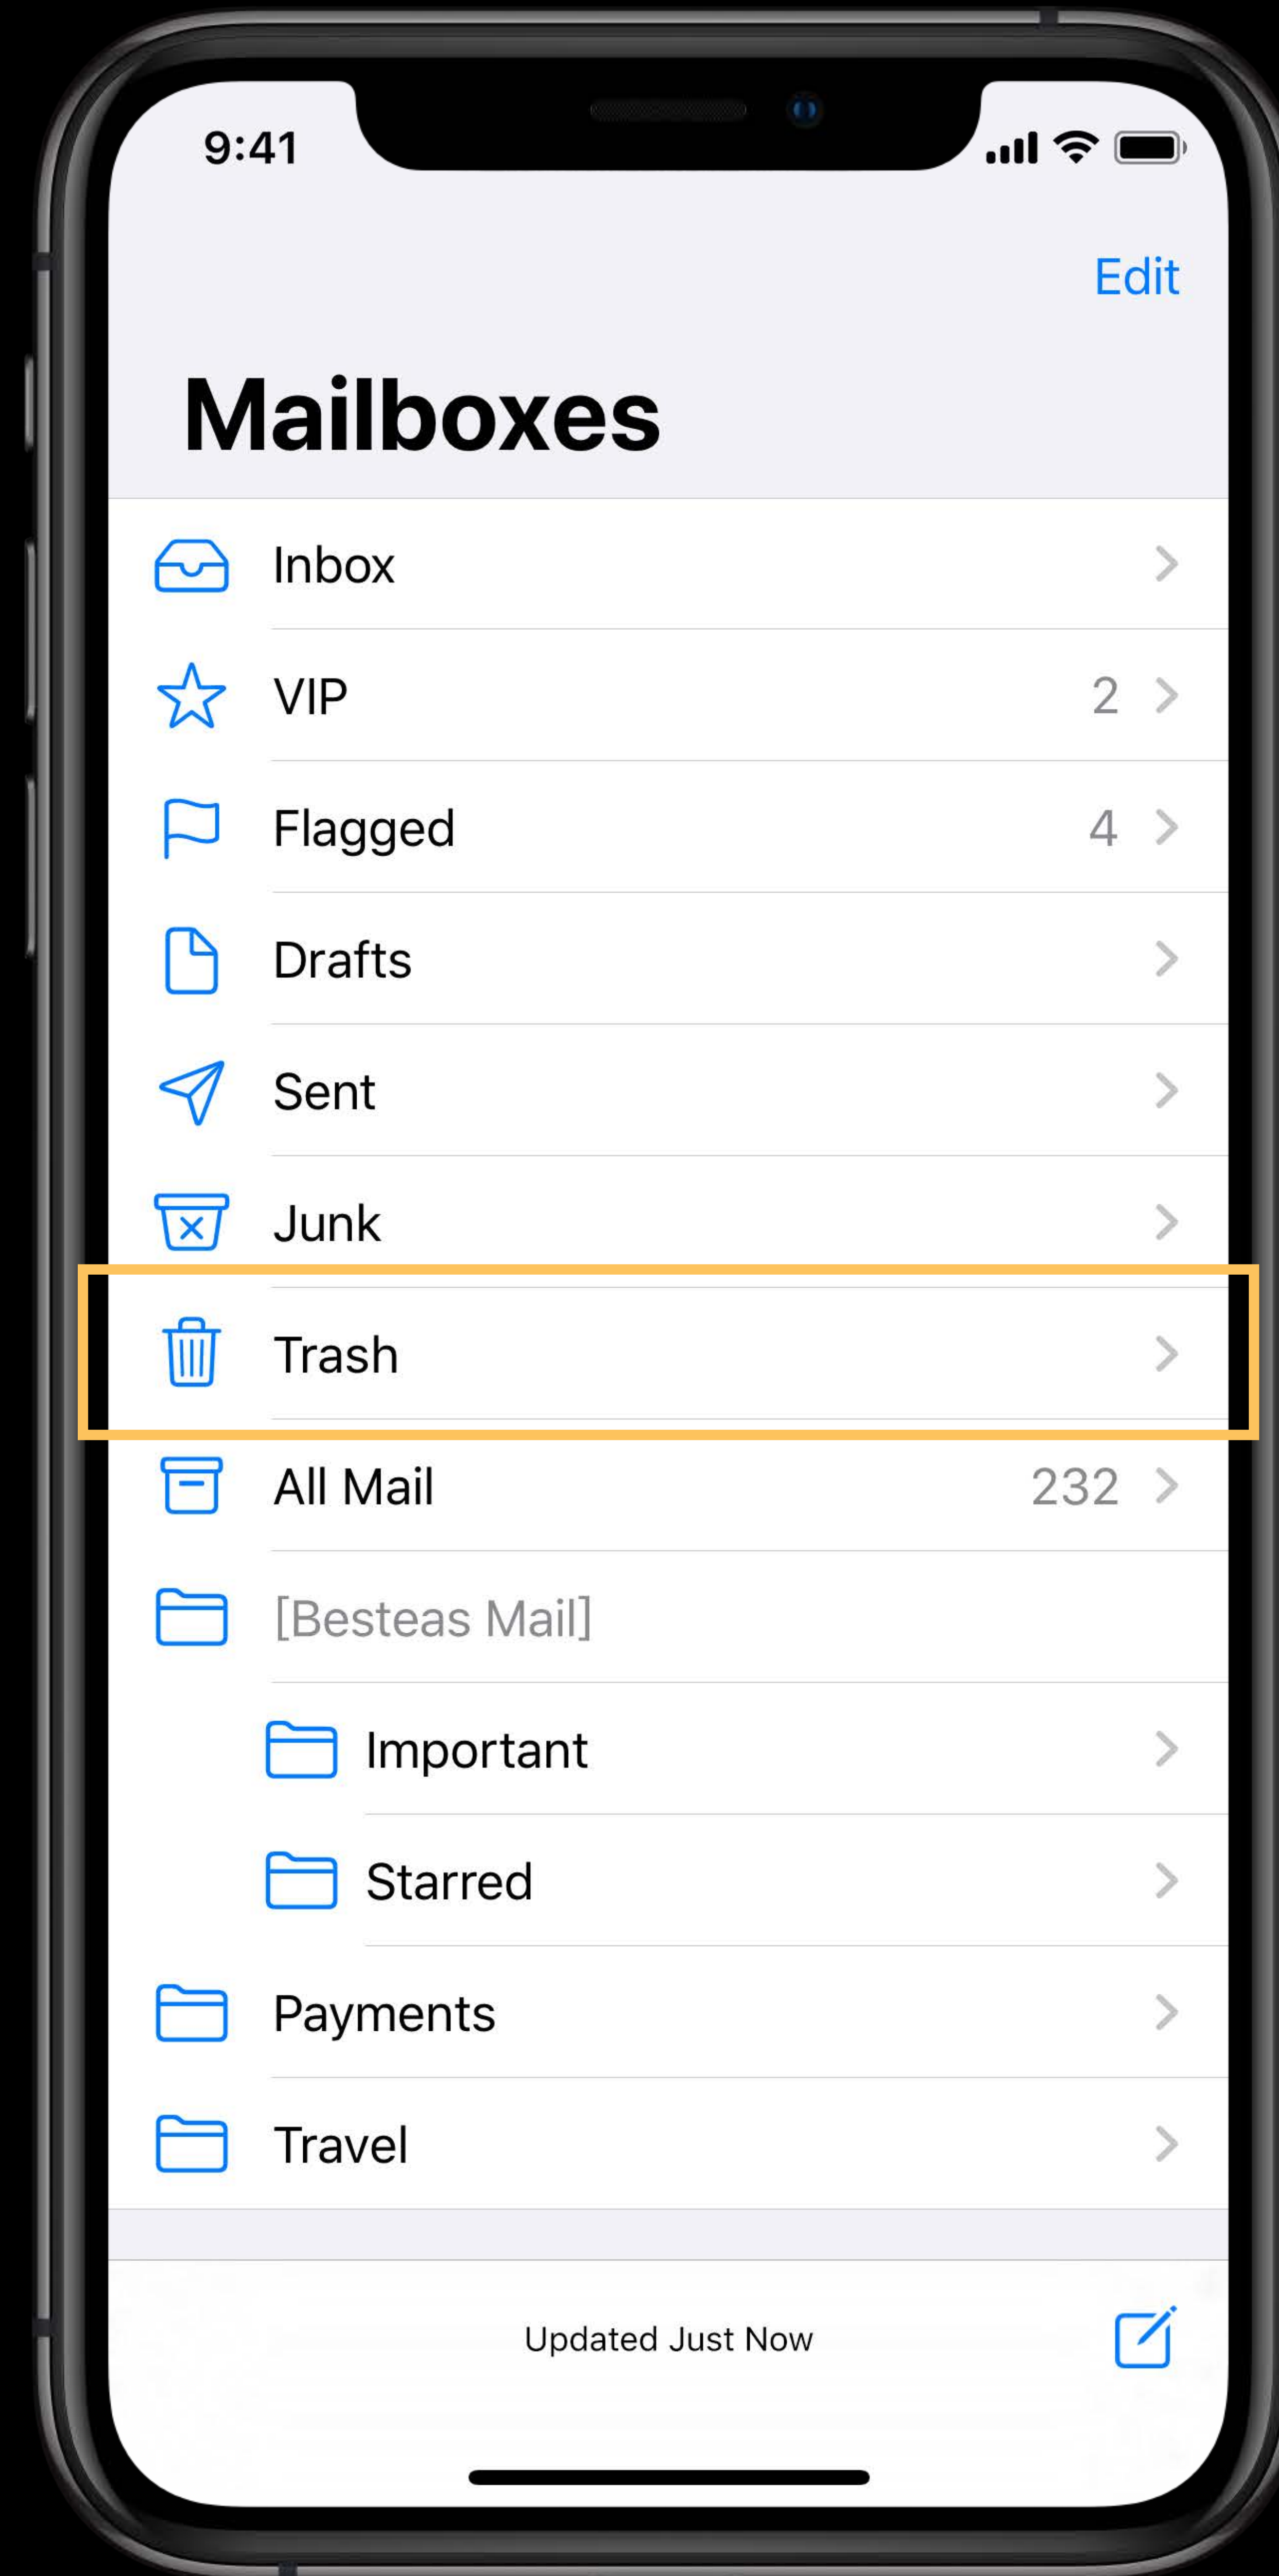 9:41
Edit
Mailboxes
Inbox
VIP 2
Flagged 4
Drafts
Sent
Junk
Trash
All Mail 232
[Besteas Mail]
Important
Starred
Payments
Travel
Updated Just Now